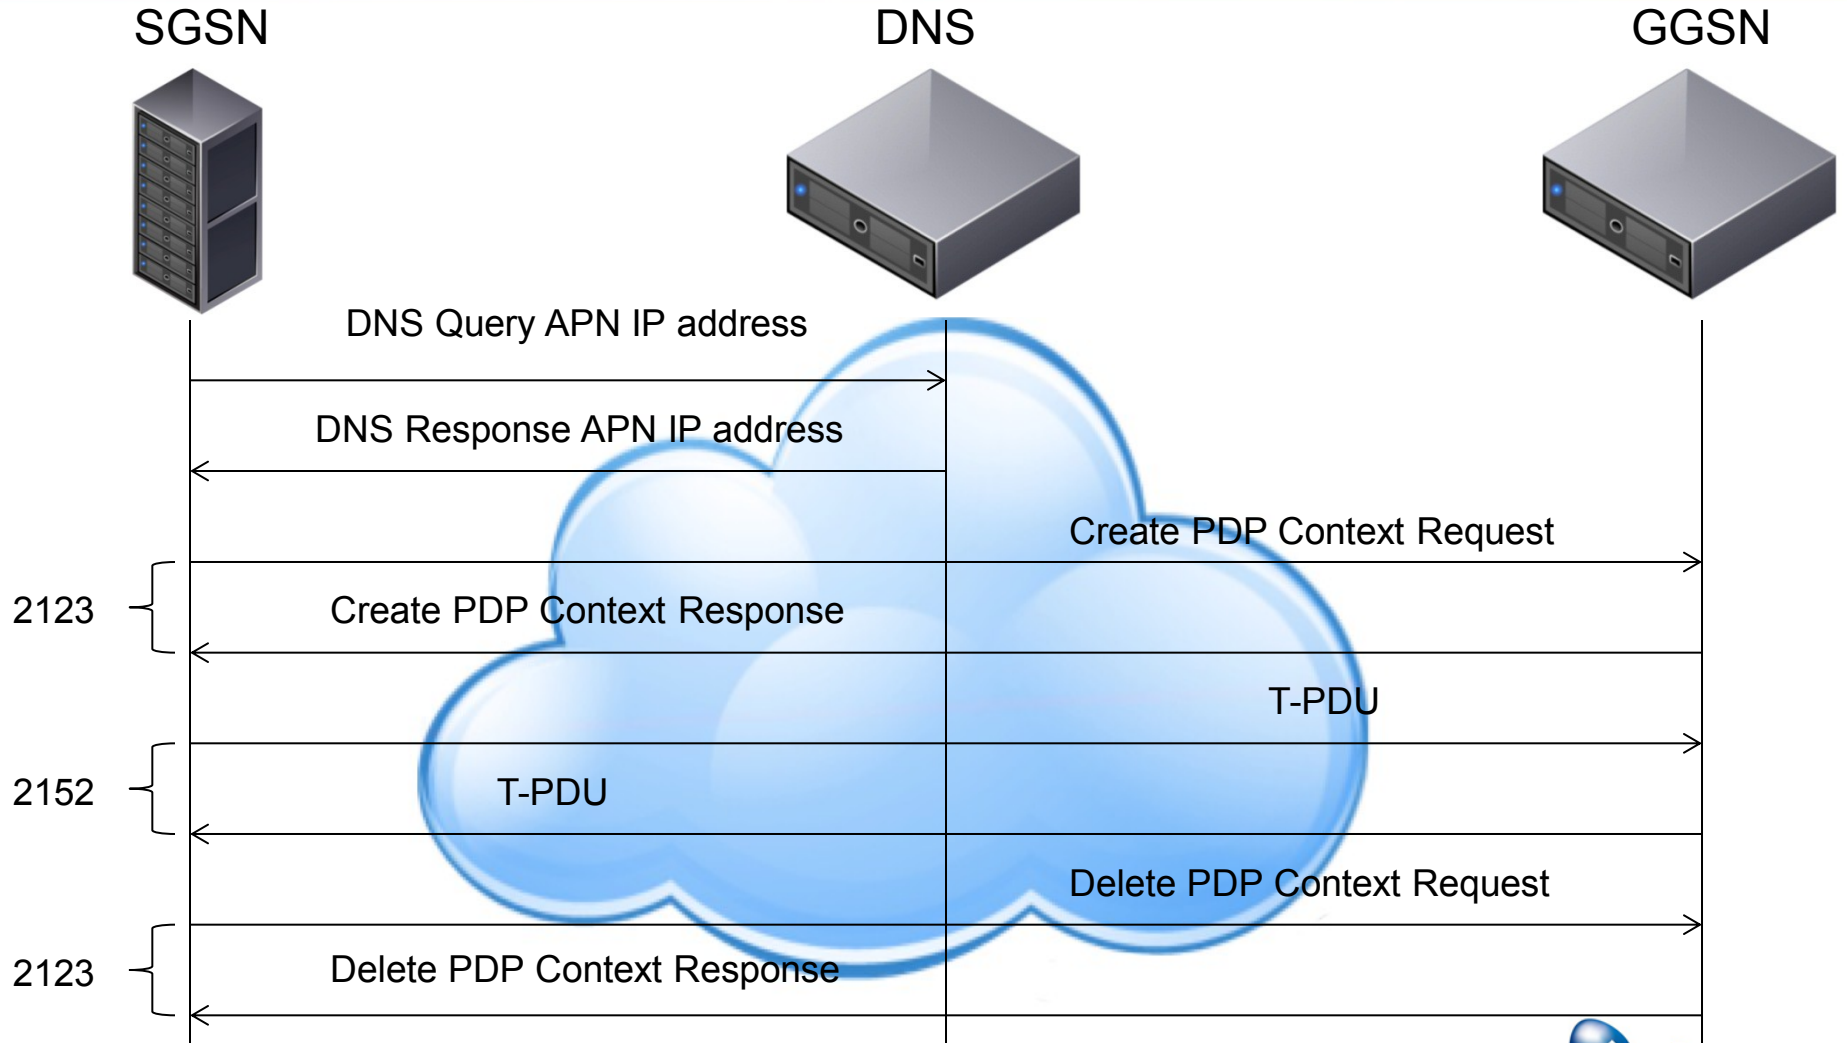 SGSN
DNS
GGSN
DNS Query APN IP address
DNS Response APN IP address
Create PDP Context Request
2123
Create PDP Context Response
T-PDU
2152
T-PDU
Delete PDP Context Request
2123
Delete PDP Context Response